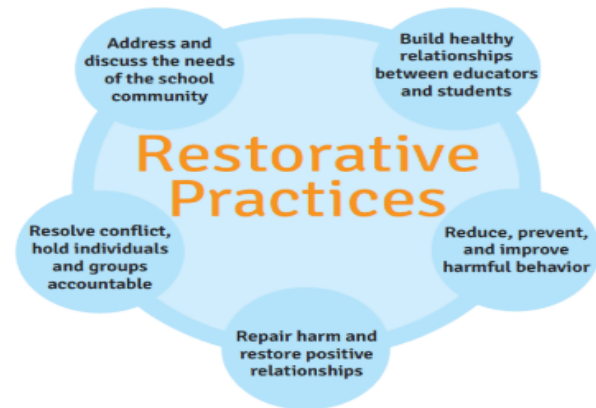 Address and
discuss the needs
of the school
community
Build healthy
relationships
between educators
and students
Restorative
Practices
Resolve conflict,
hold individuals
and groups
accountable
Reduce, prevent,
and improve
harmful behavior
Repair harm and
restore positive
relationships